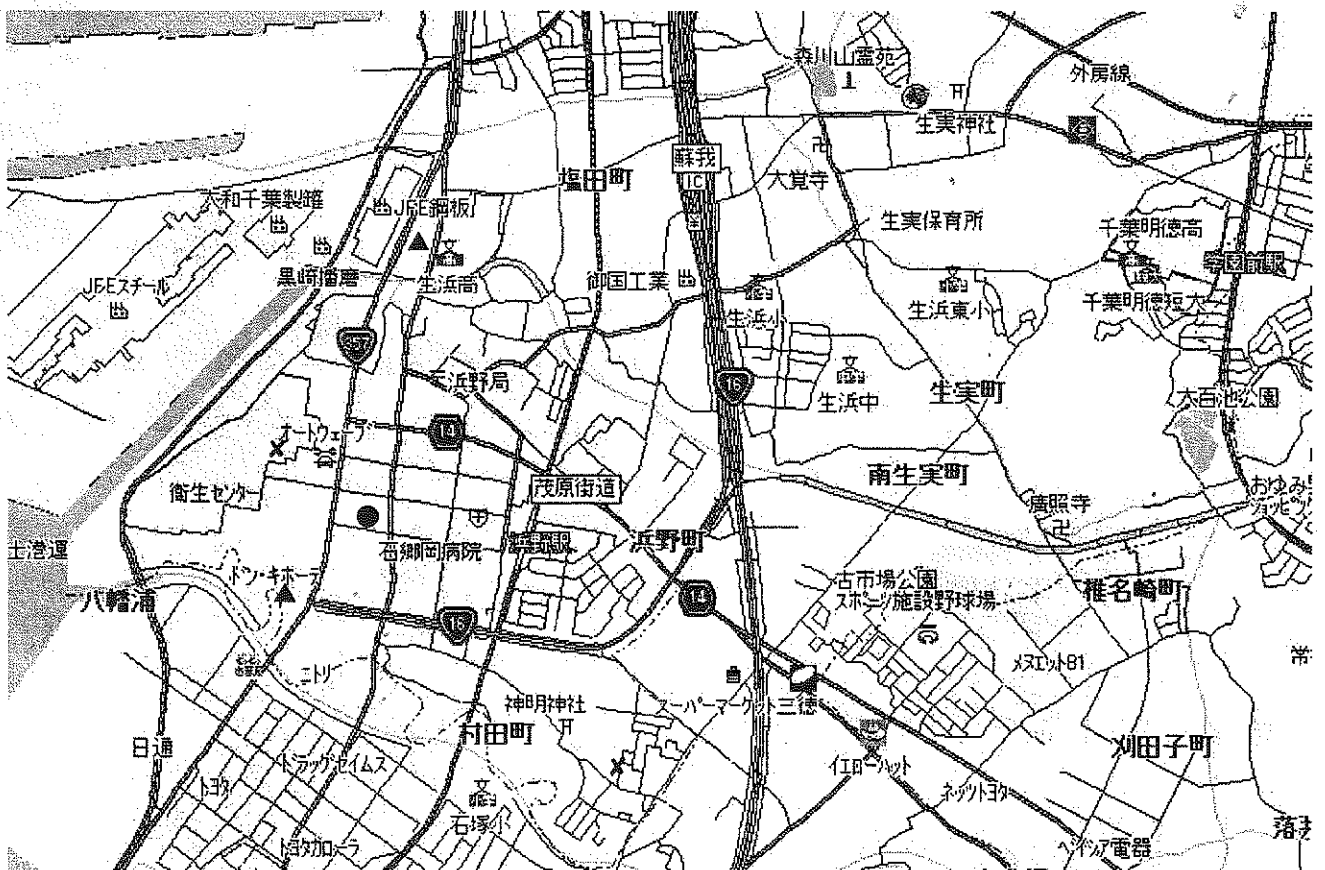 森川山霊苑
外房線
生実神社
蘇我
IC
大覚寺
塩田町
大和千葉製罐
JFE鋼板
生実保育所
千葉明徳高
学園前駅
黒崎播磨
生浜高
御国工業
JFEスチール
生浜小
生浜東小
千葉明徳短大
357
浜野局
16
生浜中
生実町
大百池公園
オートウェーブ
14
茂原街道
南生実町
衛生センター
廣照寺
おゆみ野
石郷岡病院
浜野駅
浜野町
ドン・キホーテ
八幡浦
14
古市場公園
スポーツ施設野球場
椎名崎町
16
ニトリ
メヌエット81
神明神社
スーパーマーケット三徳
村田町
日通
ドラッグセイムス
イエローハット
刈田子町
トヨタ
ネッツトヨタ
石塚小
トヨタカローラ
ベイシア電器